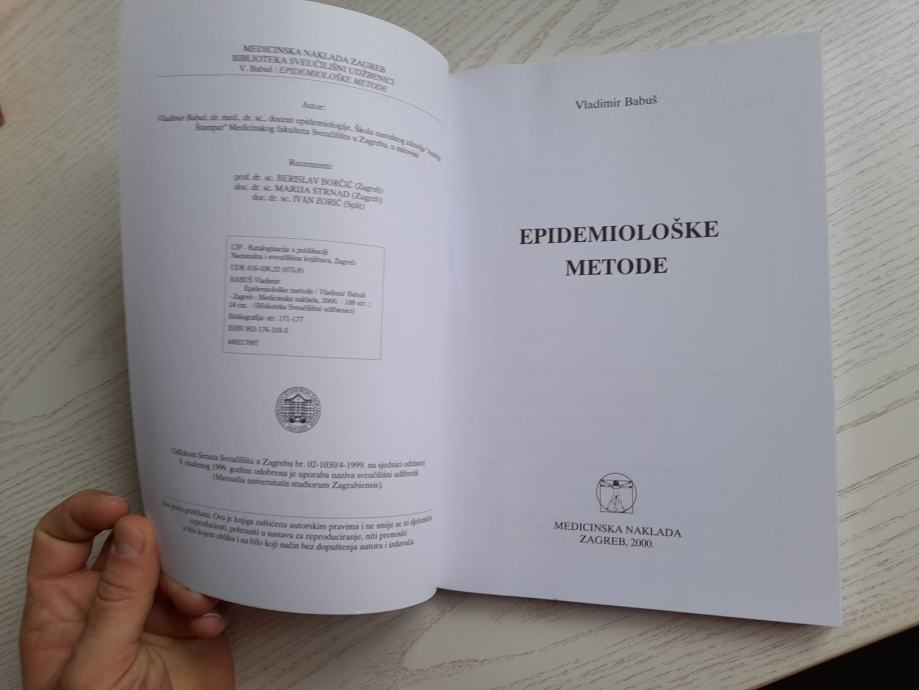 MEDICINSKA NAKLADA ZAGREB
BIBLIOTEKA SVEUČILIŠNI UDŽBENICI
V. Babuš / EPIDEMIOLOŠKE METODE
Autor:
Vladimir Babuš, dr. med., dr. sc., docent epidemiologije, Škola narodnog zdravlja
Štampar" Medicinskog fakulteta Sveučilišta u Zagrebu, u mirovini
Recenzenti:
prof. dr. sc. BERISLAV BORČIĆ (Zagreb)
doc. dr. sc. MARIJA STRNAD (Zagreb)
doc. dr. sc. IVAN ZORIĆ (Split)
CIP - Katalogizacija u publikaciji
Nacionalna i sveučilišna knjižnica, Zagreb
UDK 616-036.22 (075.8)
BABUŠ Vladimir
Epidemiološke metode / Vladimir Babuš
- Zagreb : Medicinska naklada, 2000. - 188 str. ;
24 cm. - (Biblioteka Sveučilišni udžbenici)
Bibliografija: str. 171-177
ISBN 953-176-103-5
400217097
Odlukom Senata Sveučilišta u Zagrebu br. 02-1030/4-1999. na sjednici održanoj
9. studenog 1999. godine odobrena je uporaba naziva sveučilišni udžbenik
(Manualia universitatis studiorum Zagrabiensis).
Sva prava pridržana. Ova je knjiga zaštićena autorskim pravima i ne smije se ni djelomično
reproducirati, pohraniti u sustavu za reproduciranje, niti prenositi
u bilo kojem obliku i na bilo koji način bez dopuštenja autora i izdavača.
Vladimir Babuš
EPIDEMIOLOŠKE
METODE
MEDICINSKA NAKLADA
ZAGREB, 2000.